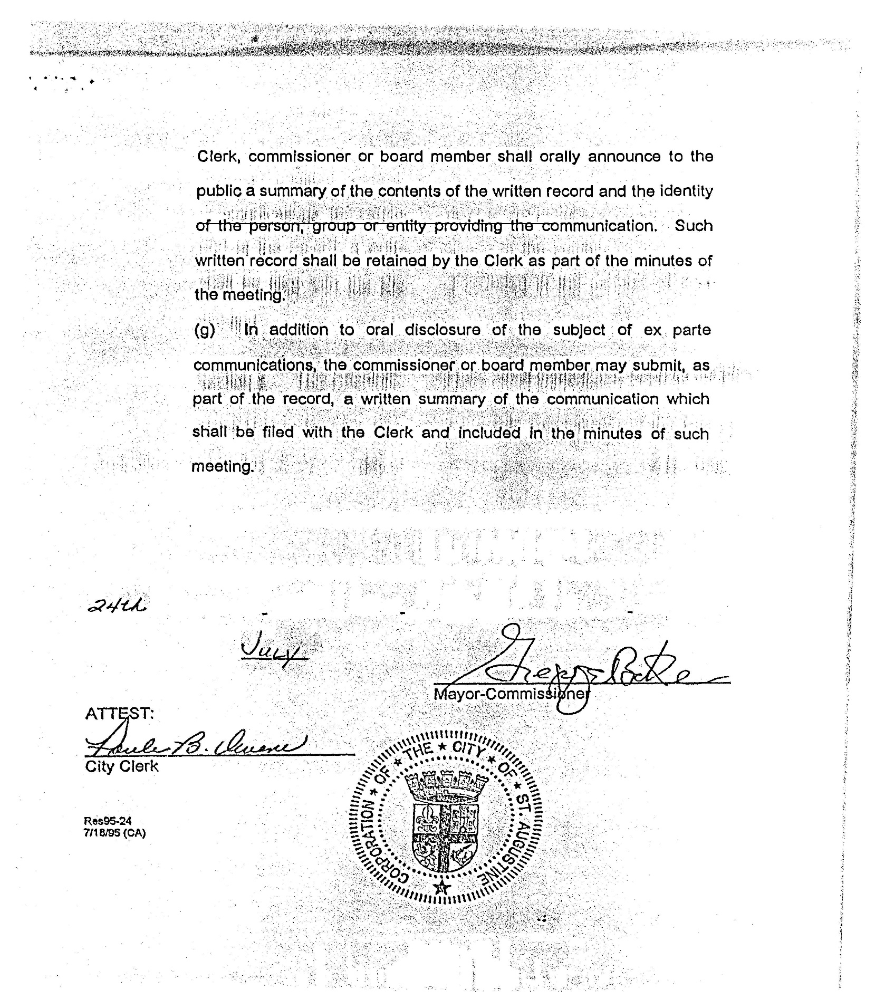 Clerk, commissioner or board member shall orally announce to the
public a summary of the contents of the written record and the identity
of the person, group or entity providing the communication. Such
written record shall be retained by the Clerk as part of the minutes of
the meeting.
(g) In addition to oral disclosure of the subject of ex parte
communications, the commissioner or board member may submit, as
part of the record, a written summary of the communication which
shall be filed with the Clerk and included in the minutes of such
meeting.
24th
July
Mayor-Commissioner
ATTEST:
B.
City Clerk
Res95-24
7/18/95 (CA)
CORPORATION ★ OF ★ THE ★ CITY ★ OF ★ ST. AUGUSTINE